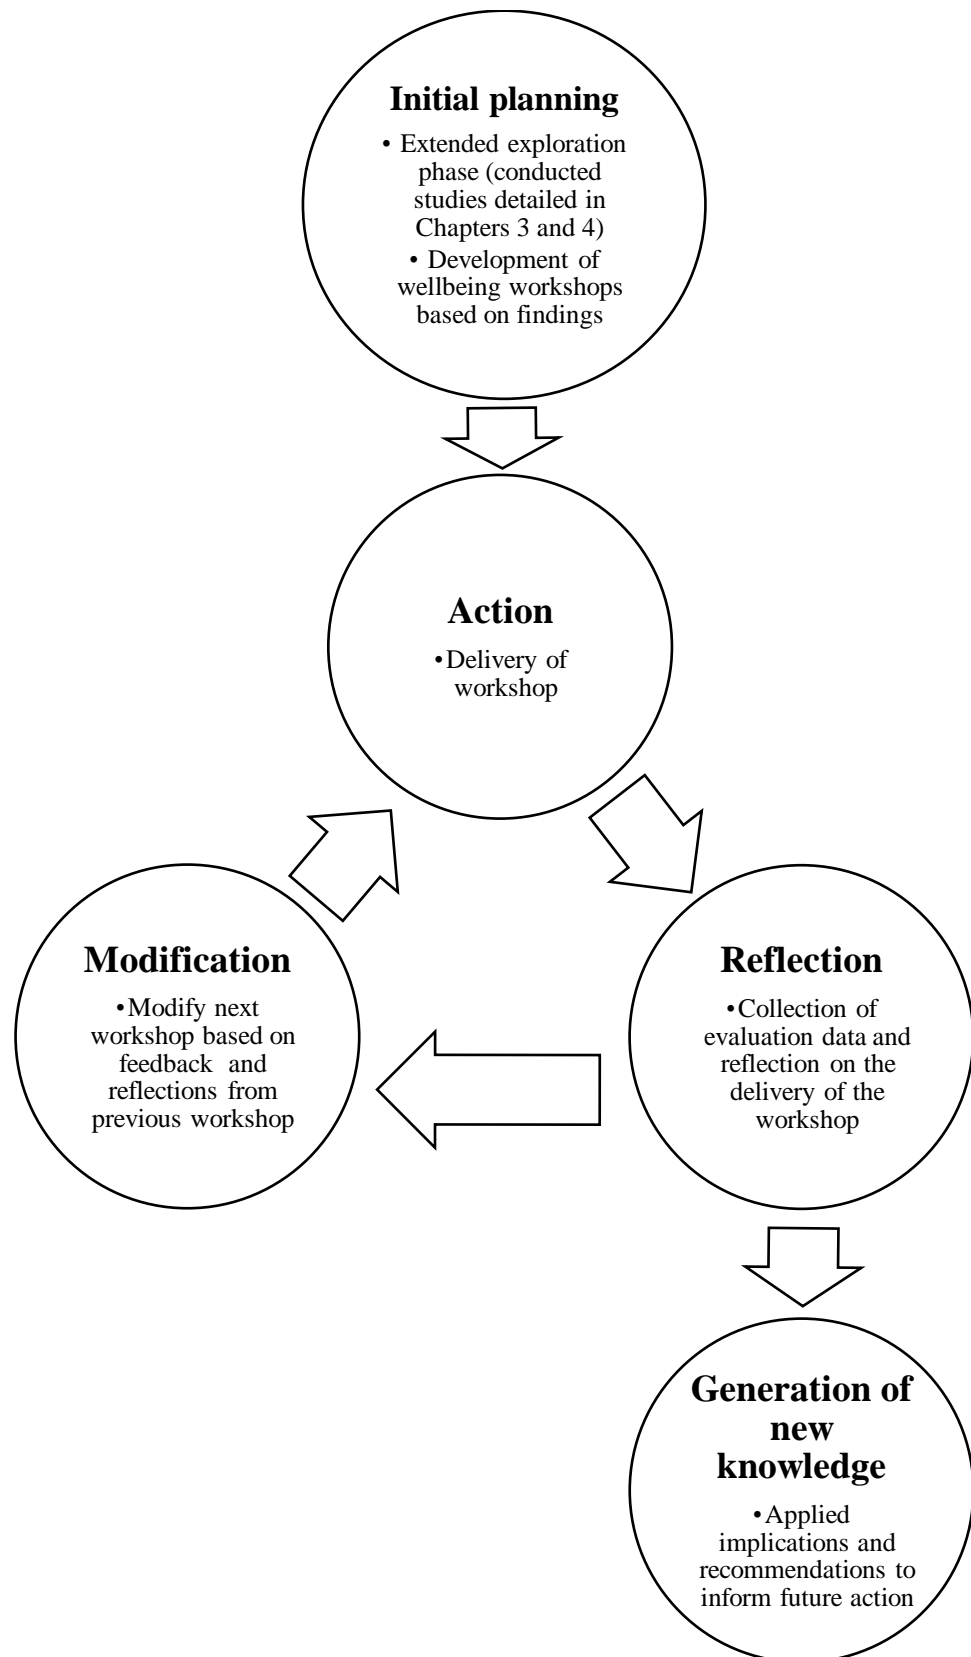 Initial planning
• Extended exploration
phase (conducted
studies detailed in
Chapters 3 and 4)
• Development of
wellbeing workshops
based on findings
Action
•Delivery of
workshop
Modification
•Modify next
workshop based on
feedback and
reflections from
previous workshop
Reflection
•Collection of
evaluation data and
reflection on the
delivery of the
workshop
Generation of
new
knowledge
•Applied
implications and
recommendations to
inform future action